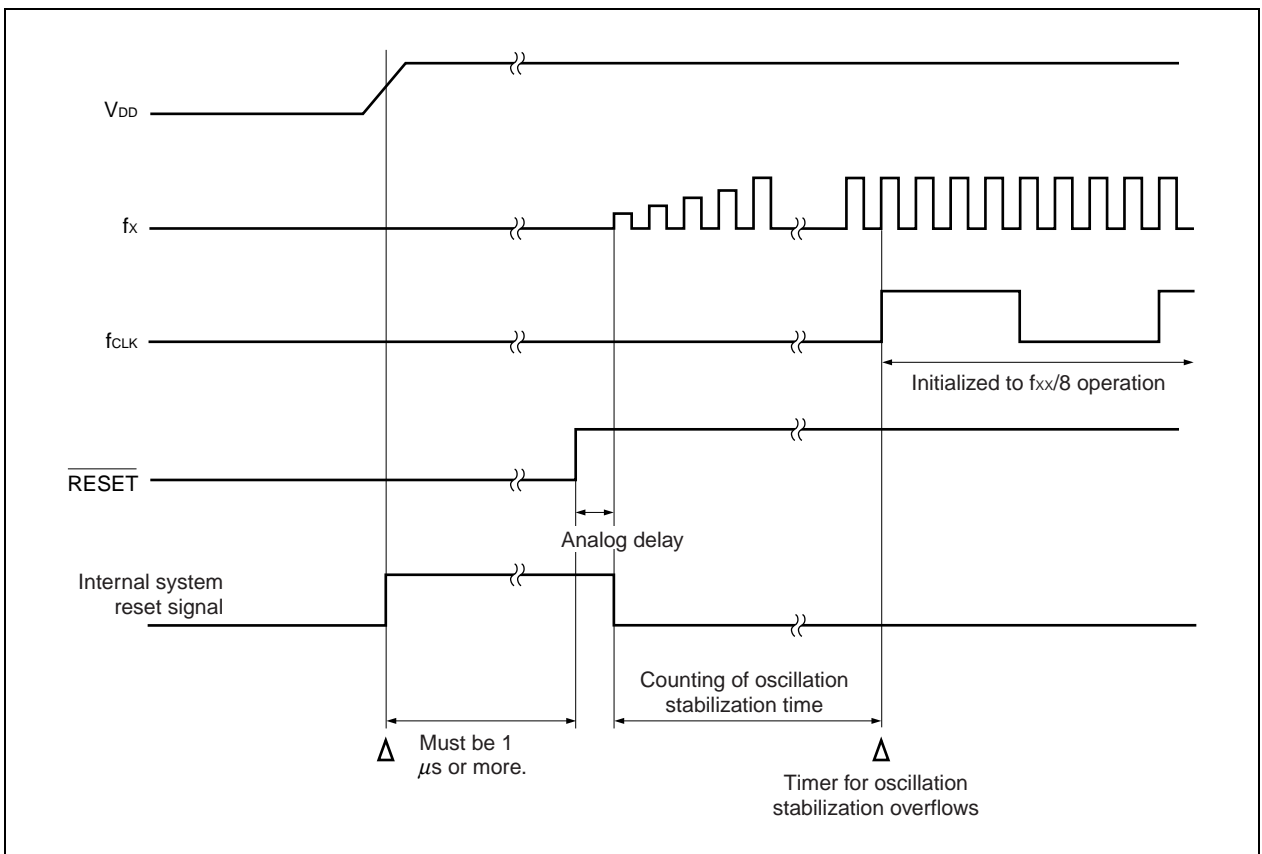 VDD
fX
fCLK
Initialized to fXX/8 operation
RESET
Analog delay
Internal system
reset signal
Counting of oscillation
stabilization time
Must be 1
µs or more.
Timer for oscillation
stabilization overflows